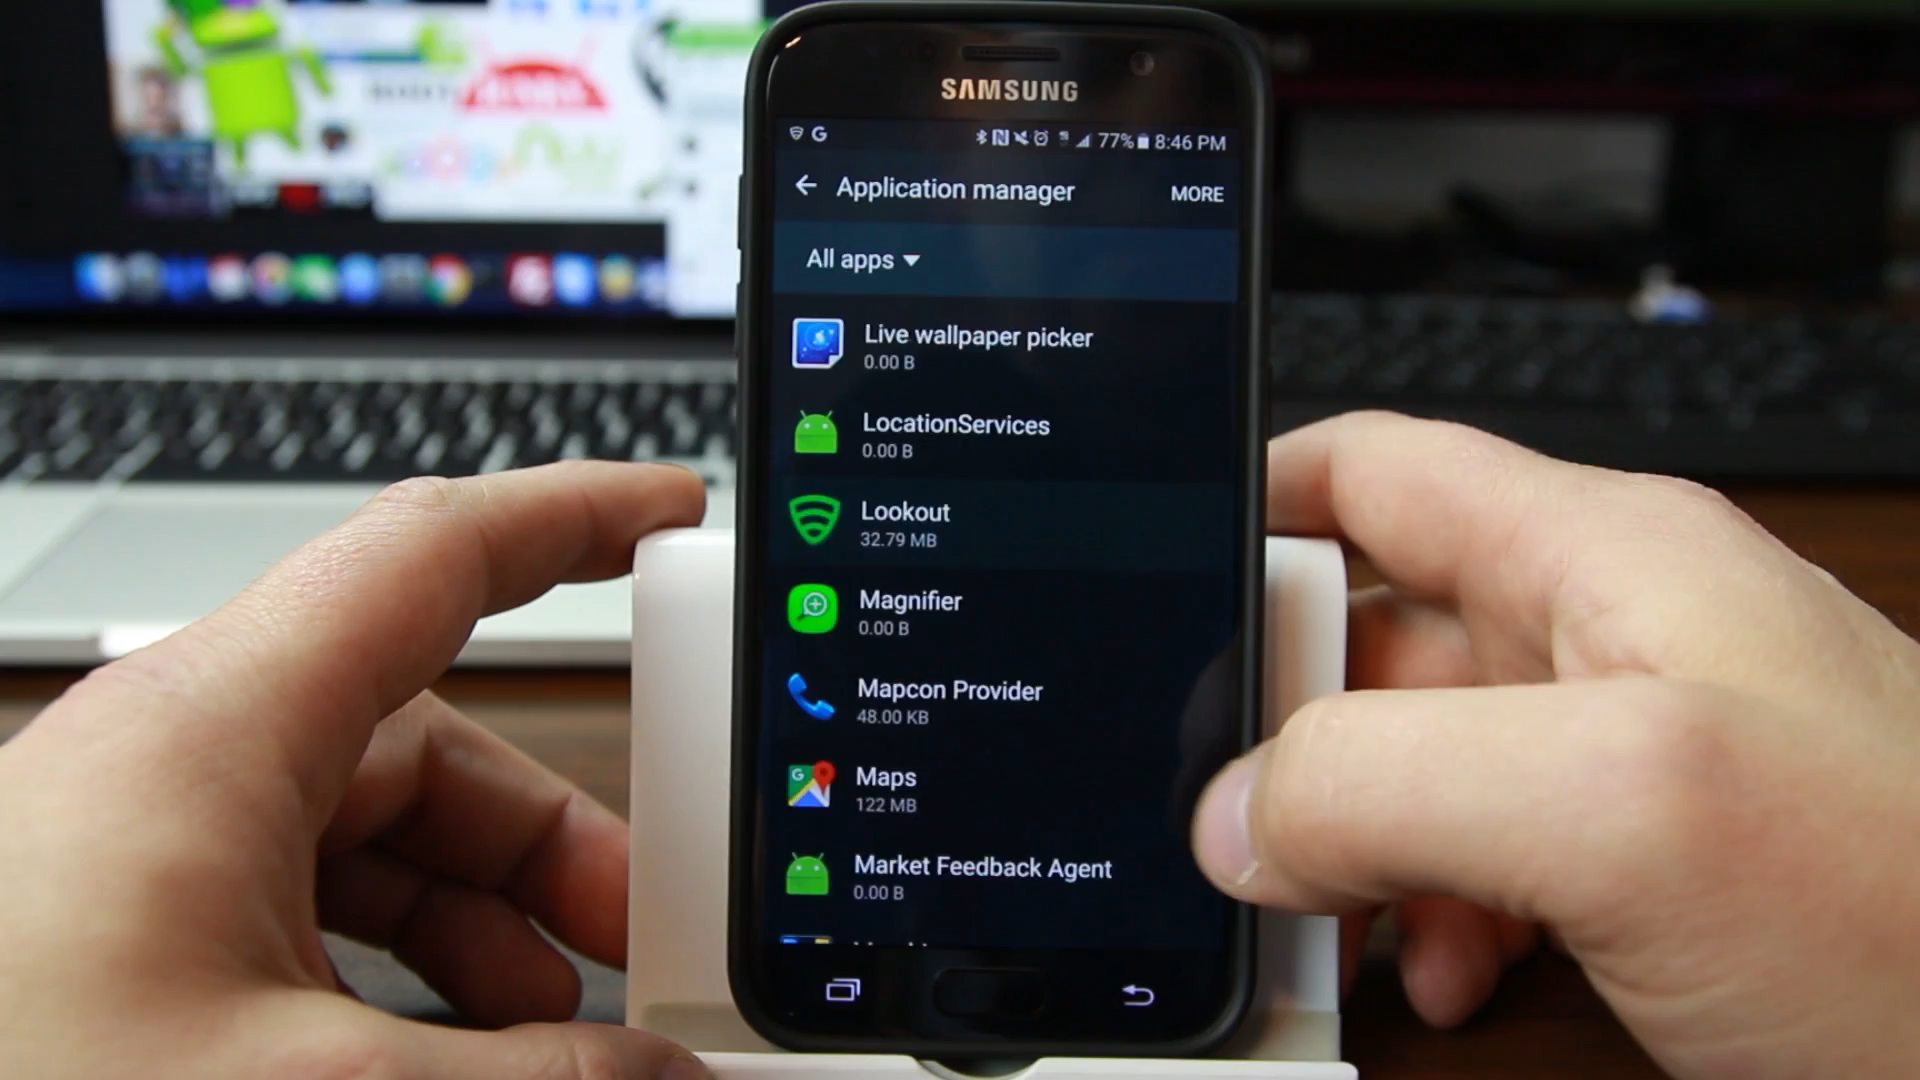 SAMSUNG
77% 8:46 PM
Application manager
MORE
All apps
Live wallpaper picker
0.00 B
LocationServices
0.00 B
Lookout
32.79 MB
Magnifier
0.00 B
Mapcon Provider
48.00 KB
Maps
122 MB
Market Feedback Agent
0.00 B